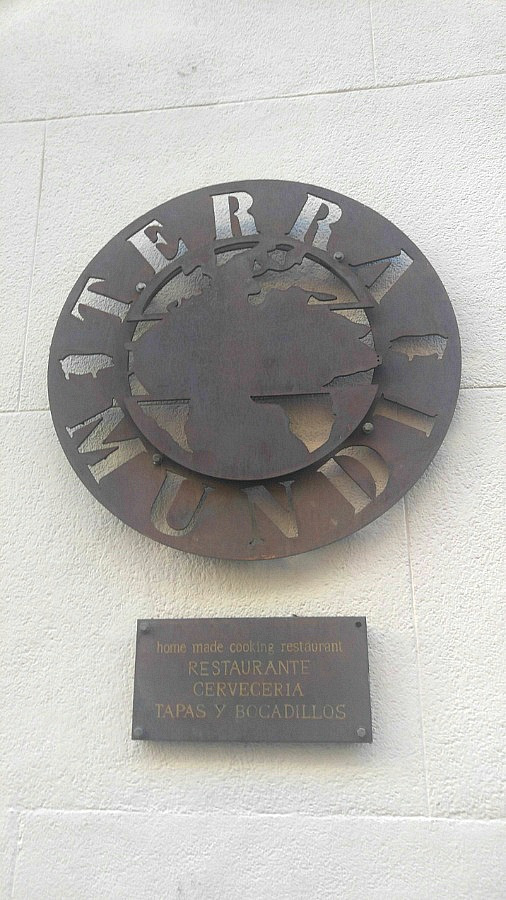 TERRA
MUNDI
home made cooking restaurant
RESTAURANTE
CERVECERIA
TAPAS Y BOCADILLOS